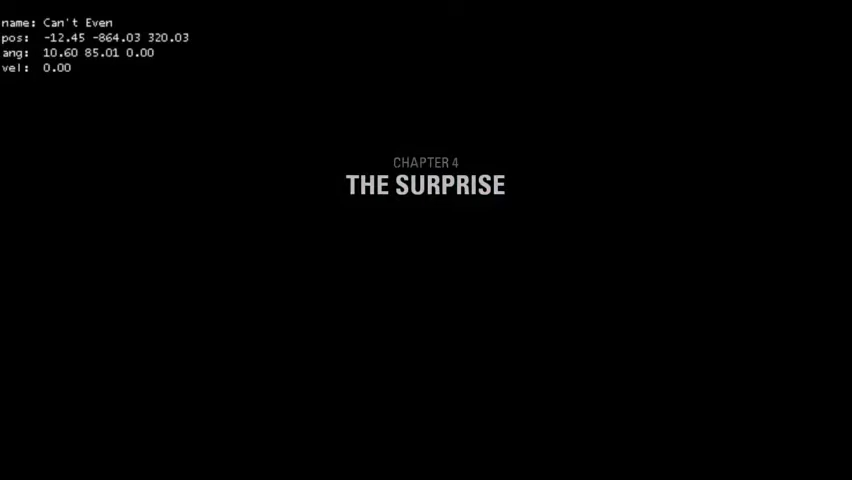 name: Can't Even
pos: -12.45 -864.03 320.03
ang: 10.60 85.01 0.00
vel: 0.00
CHAPTER 4
THE SURPRISE